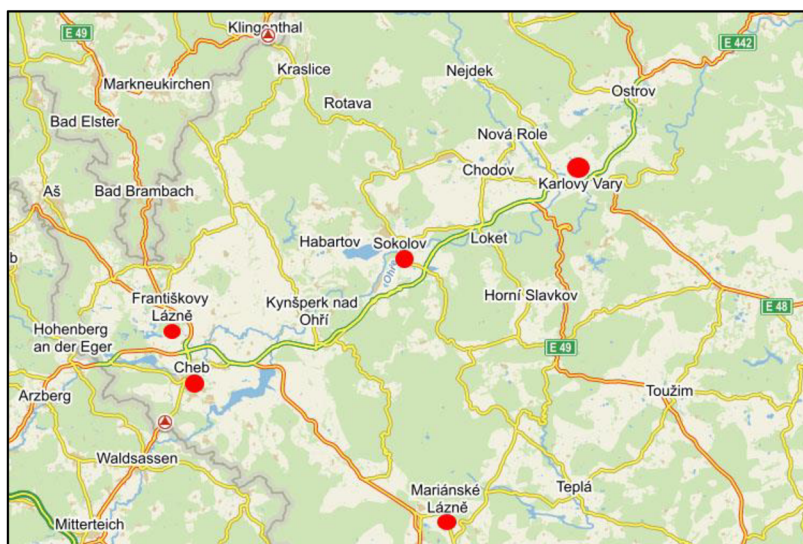 E 49
Klingenthal
E 442
Kraslice
Nejdek
Markneukirchen
Ostrov
Rotava
Bad Elster
Nová Role
Chodov
Aš
Bad Brambach
Karlovy Vary
Habartov
Sokolov
Loket
b
Ohře
Františkovy
Lázně
Kynšperk nad
Ohří
Horní Slavkov
E 48
Hohenberg
an der Eger
E 49
Cheb
Arzberg
Toužim
Waldsassen
Mariánské
Lázně
Teplá
Mitterteich